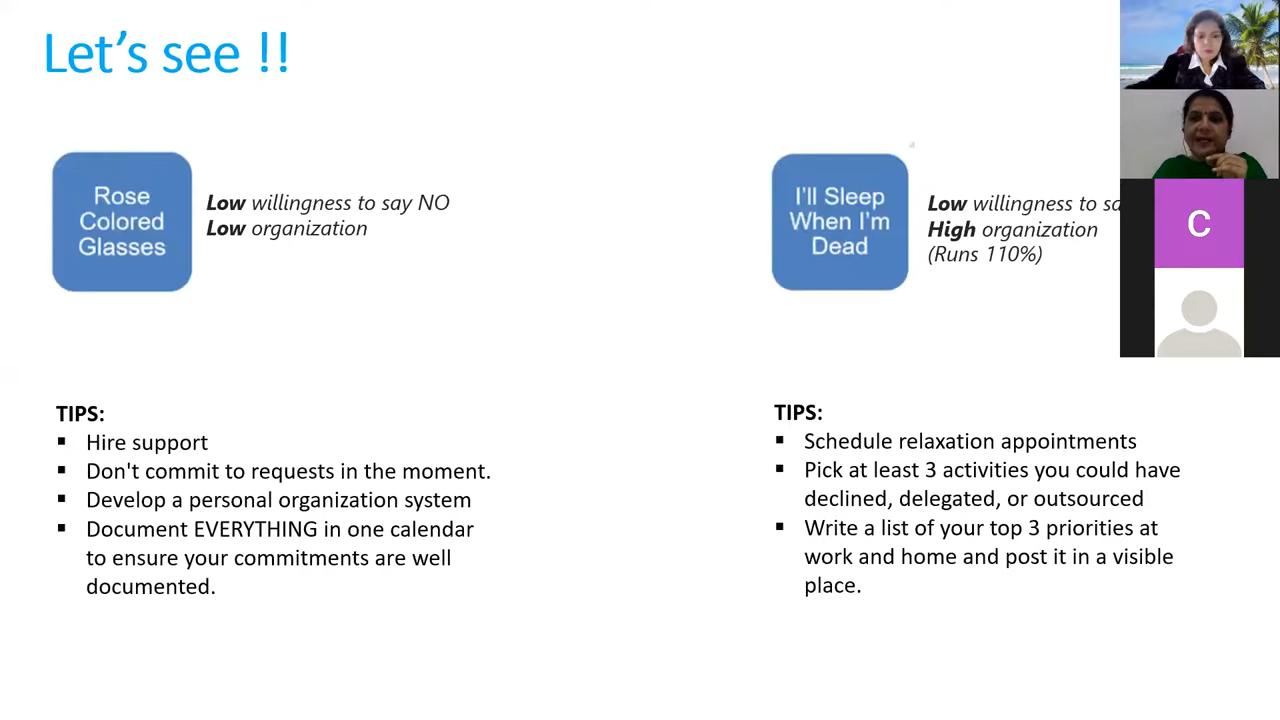 Let's see !!
Rose
Colored
Glasses
Low willingness to say NO
Low organization
TIPS:
▪ Hire support
▪ Don't commit to requests in the moment.
▪ Develop a personal organization system
▪ Document EVERYTHING in one calendar
to ensure your commitments are well
documented.
I'll Sleep
When I'm
Dead
Low willingness to
High organization
(Runs 110%)
TIPS:
▪ Schedule relaxation appointments
▪ Pick at least 3 activities you could have
declined, delegated, or outsourced
▪ Write a list of your top 3 priorities at
work and home and post it in a visible
place.
C